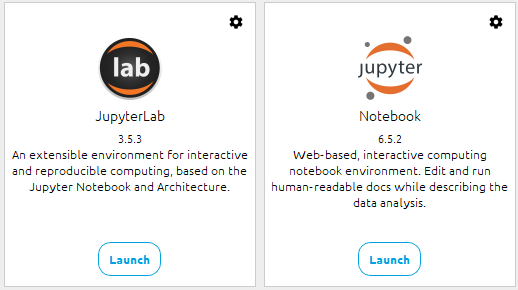 lab
JupyterLab
3.5.3
An extensible environment for interactive
and reproducible computing, based on the
Jupyter Notebook and Architecture.
Launch
jupyter
Notebook
6.5.2
Web-based, interactive computing
notebook environment. Edit and run
human-readable docs while describing the
data analysis.
Launch